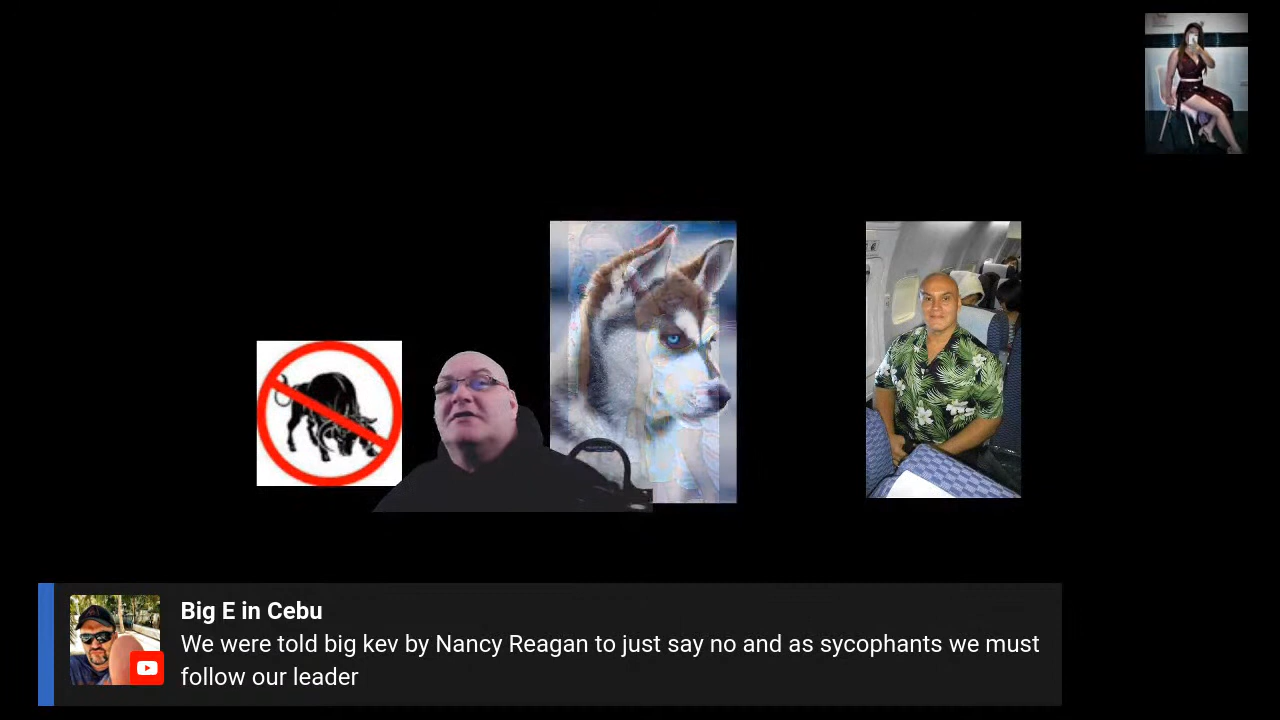 Big E in Cebu
We were told big kev by Nancy Reagan to just say no and as sycophants we must
follow our leader